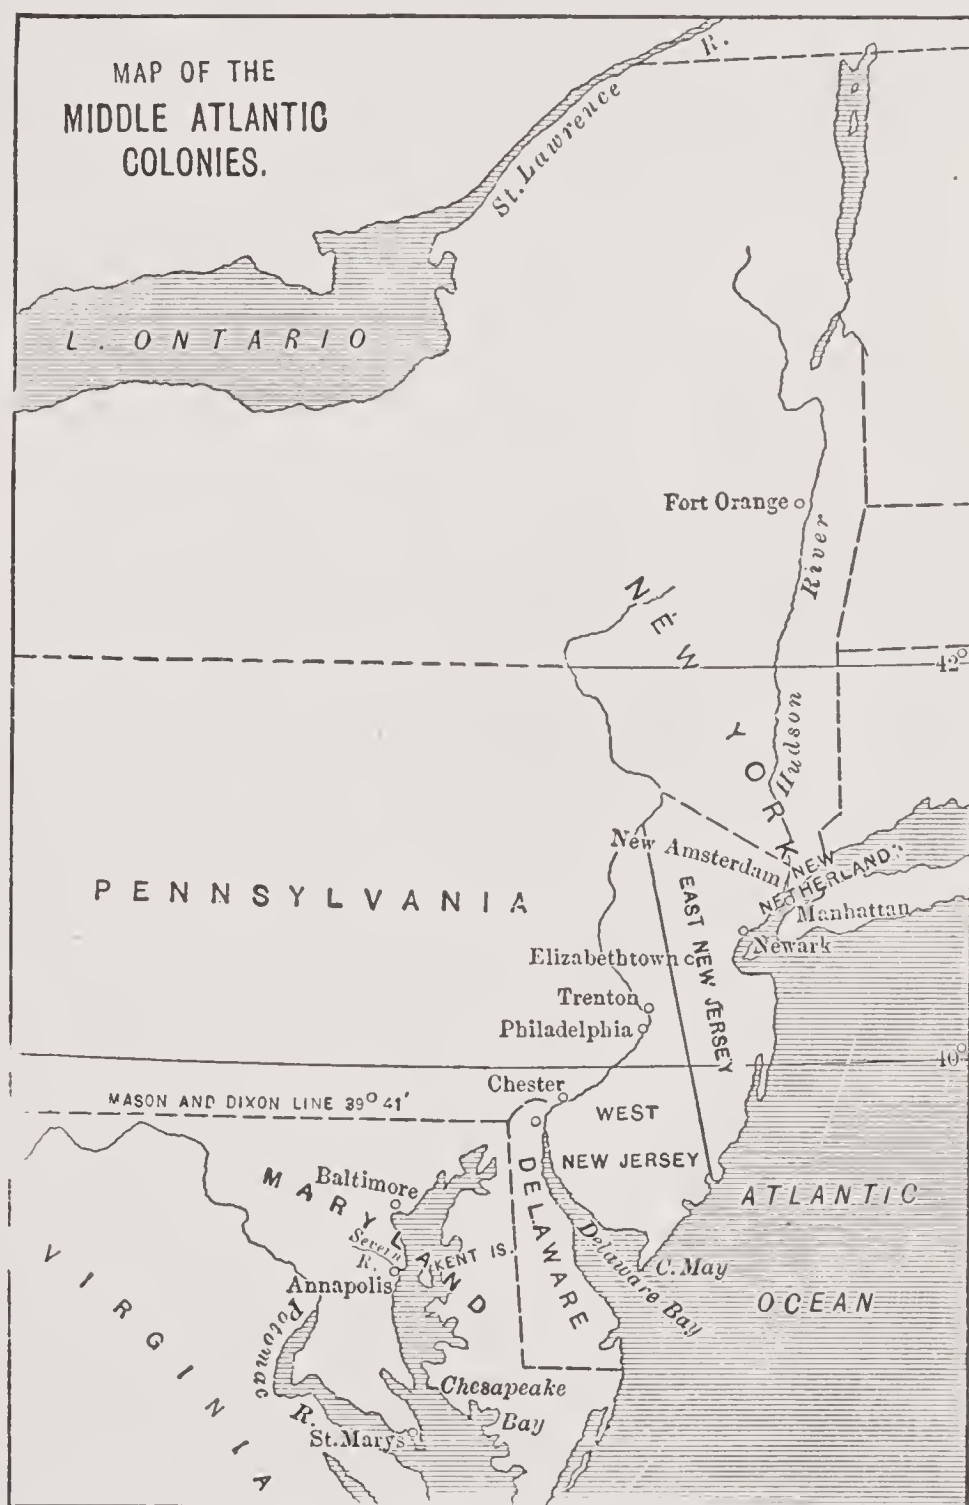 MAP OF THE
MIDDLE ATLANTIC
COLONIES.
R.
St. Lawrence
L. ONTARIO
Fort Orange
River
NEW YORK
42°
Hudson
New Amsterdam
"NEW
NETHERLAND"
PENNSYLVANIA
Manhattan
EAST NEW JERSEY
Newark
Elizabethtown
Trenton
Philadelphia
40°
Chester
MASON AND DIXON LINE 39° 41'
WEST
NEW JERSEY
DELAWARE
MARYLAND
Baltimore
ATLANTIC
OCEAN
Severn
R.
KENT IS.
Delaware Bay
C. May
Annapolis
VIRGINIA
Potomac
R.
Chesapeake
Bay
St. Marys